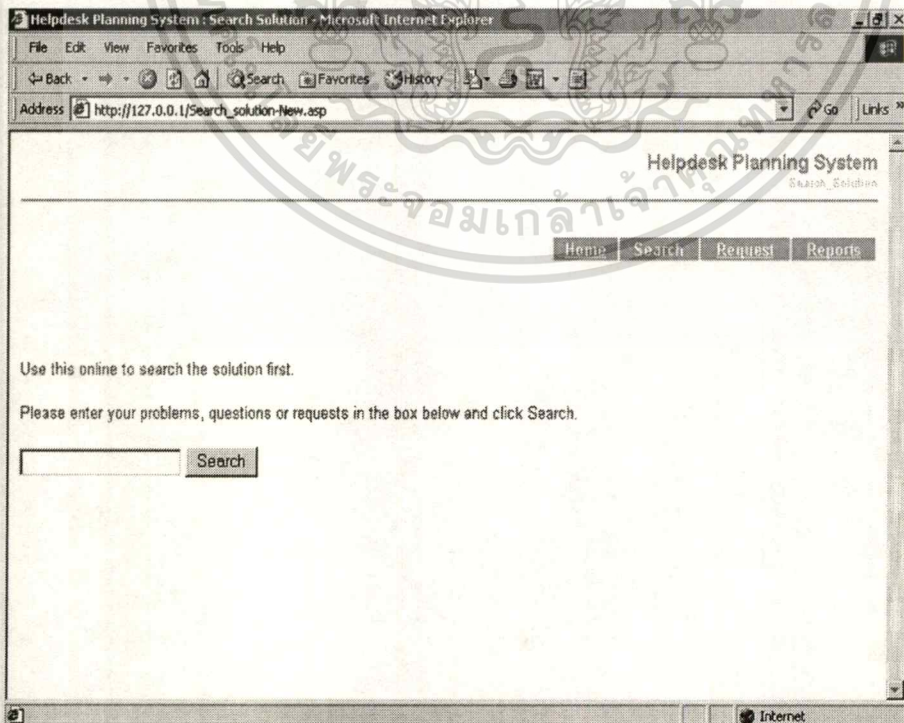 Helpdesk Planning System : Search Solution - Microsoft Internet Explorer
File Edit View Favorites Tools Help
Back Search Favorites History
Address http://127.0.0.1/Search_solution-New.asp Go Links »
Helpdesk Planning System
Search_Solution
Home Search Request Reports
Use this online to search the solution first.
Please enter your problems, questions or requests in the box below and click Search.
Search
Internet